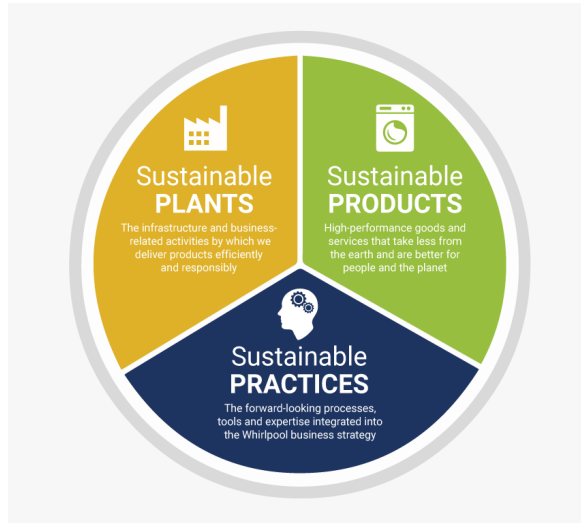 Sustainable
PLANTS
The infrastructure and business-
related activities by which we
deliver products efficiently
and responsibly
Sustainable
PRODUCTS
High-performance goods and
services that take less from
the earth and are better for
people and the planet
Sustainable
PRACTICES
The forward-looking processes,
tools and expertise integrated into
the Whirlpool business strategy